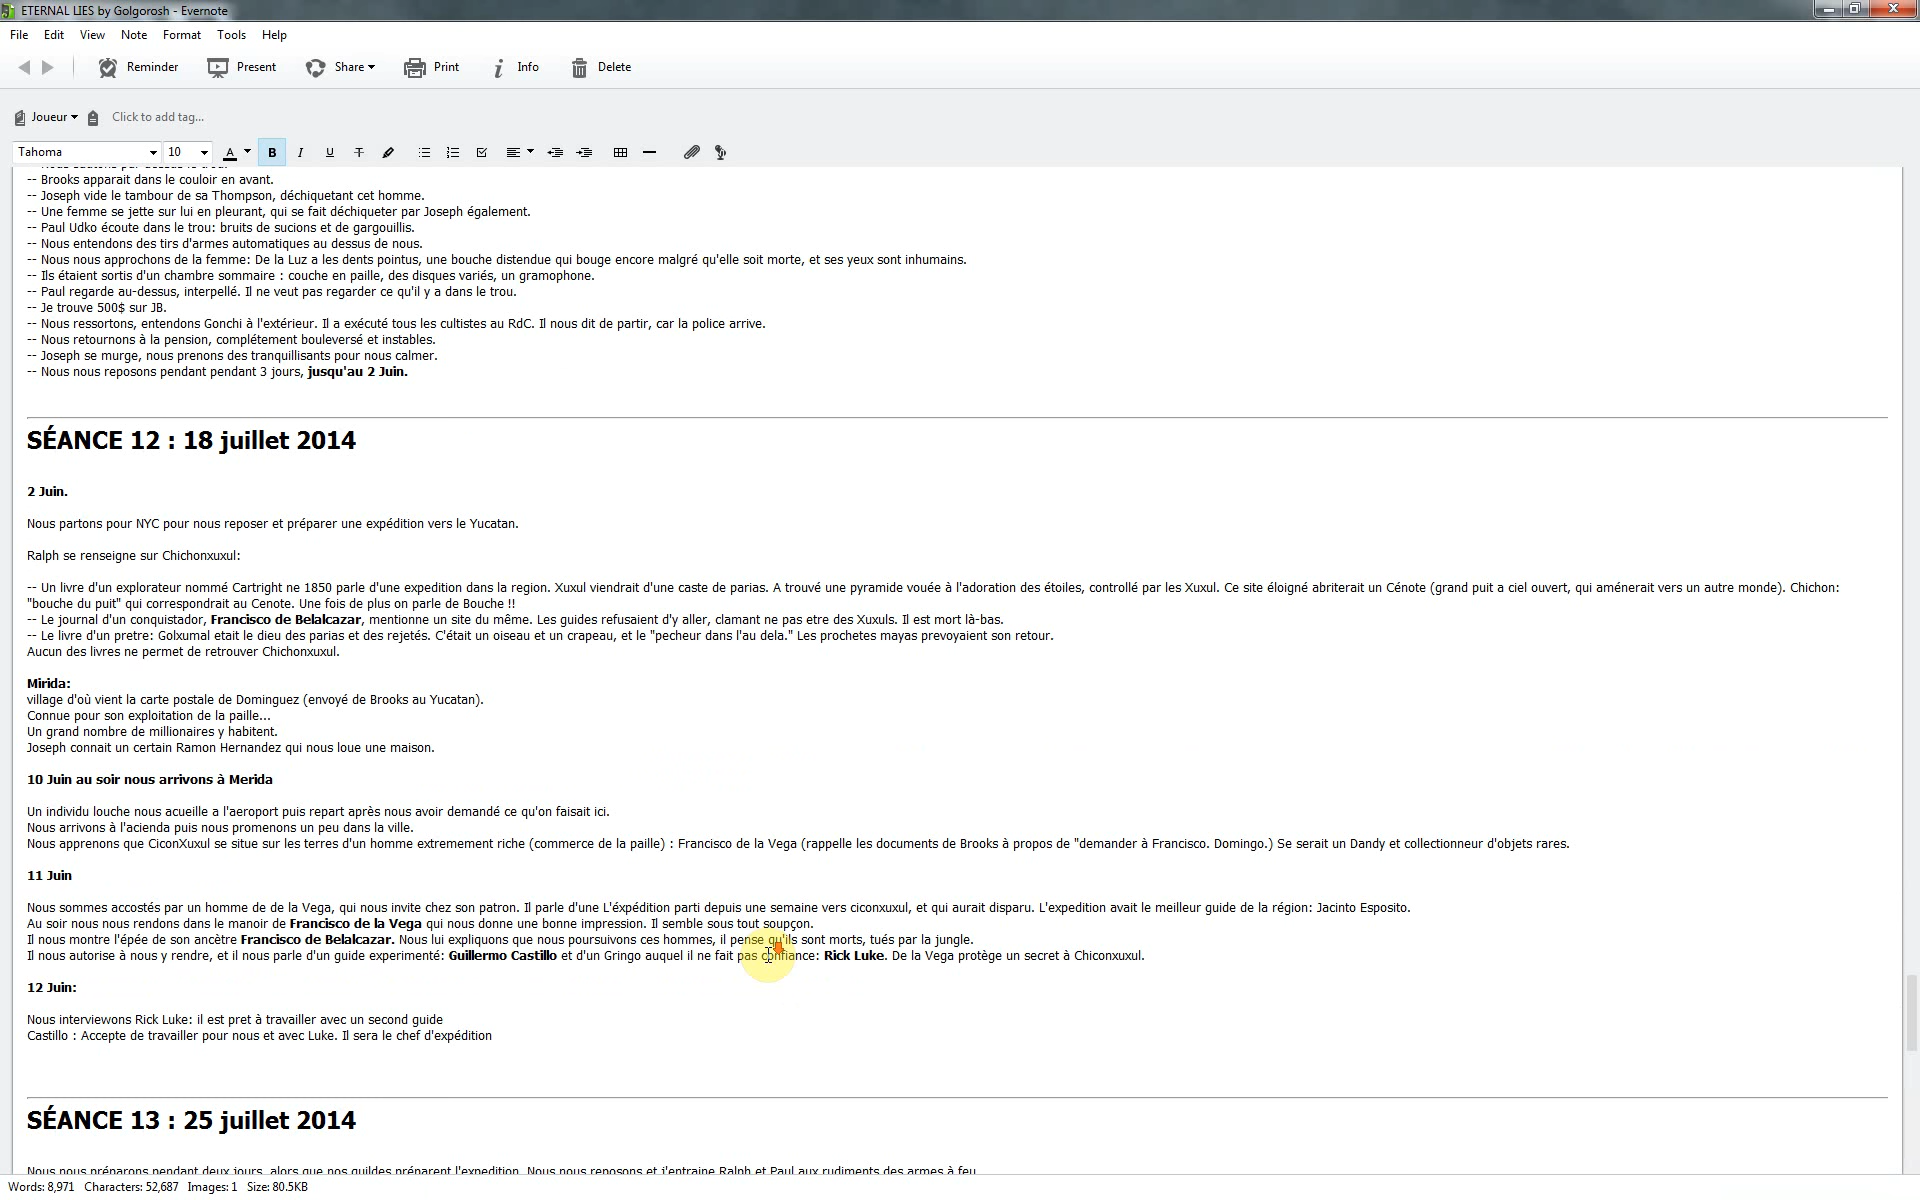 ETERNAL LIES by Golgorosh - Evernote
File Edit View Note Format Tools Help
Reminder Present Share Print Info Delete
Joueur Click to add tag...
Tahoma 10 A B I U T
-- Brooks apparait dans le couloir en avant.
-- Joseph vide le tambour de sa Thompson, déchiquetant cet homme.
-- Une femme se jette sur lui en pleurant, qui se fait déchiqueter par Joseph également.
-- Paul Udko écoute dans le trou: bruits de sucions et de gargouillis.
-- Nous entendons des tirs d'armes automatiques au dessus de nous.
-- Nous nous approchons de la femme: De la Luz a les dents pointus, une bouche distendue qui bouge encore malgré qu'elle soit morte, et ses yeux sont inhumains.
-- Ils étaient sortis d'un chambre sommaire : couche en paille, des disques variés, un gramophone.
-- Paul regarde au-dessus, interpellé. Il ne veut pas regarder ce qu'il y a dans le trou.
-- Je trouve 500$ sur JB.
-- Nous ressortons, entendons Gonchi à l'extérieur. Il a exécuté tous les cultistes au RdC. Il nous dit de partir, car la police arrive.
-- Nous retournons à la pension, complétement bouleversé et instables.
-- Joseph se murge, nous prenons des tranquillisants pour nous calmer.
-- Nous nous reposons pendant pendant 3 jours, jusqu'au 2 Juin.
SÉANCE 12 : 18 juillet 2014
2 Juin.
Nous partons pour NYC pour nous reposer et préparer une expédition vers le Yucatan.
Ralph se renseigne sur Chichonxuxul:
-- Un livre d'un explorateur nommé Cartright ne 1850 parle d'une expedition dans la region. Xuxul viendrait d'une caste de parias. A trouvé une pyramide vouée à l'adoration des étoiles, controllé par les Xuxul. Ce site éloigné abriterait un Cénote (grand puit a ciel ouvert, qui aménerait vers un autre monde). Chichon:
"bouche du puit" qui correspondrait au Cenote. Une fois de plus on parle de Bouche !!
-- Le journal d'un conquistador, Francisco de Belalcazar, mentionne un site du même. Les guides refusaient d'y aller, clamant ne pas etre des Xuxuls. Il est mort là-bas.
-- Le livre d'un pretre: Golxumal etait le dieu des parias et des rejetés. C'était un oiseau et un crapeau, et le "pecheur dans l'au dela." Les prochetes mayas prevoyaient son retour.
Aucun des livres ne permet de retrouver Chichonxuxul.
Mirida:
village d'où vient la carte postale de Dominguez (envoyé de Brooks au Yucatan).
Connue pour son exploitation de la paille...
Un grand nombre de millionaires y habitent.
Joseph connait un certain Ramon Hernandez qui nous loue une maison.
10 Juin au soir nous arrivons à Merida
Un individu louche nous acueille a l'aeroport puis repart après nous avoir demandé ce qu'on faisait ici.
Nous arrivons à l'acienda puis nous promenons un peu dans la ville.
Nous apprenons que CiconXuxul se situe sur les terres d'un homme extremement riche (commerce de la paille) : Francisco de la Vega (rappelle les documents de Brooks à propos de "demander à Francisco. Domingo.) Se serait un Dandy et collectionneur d'objets rares.
11 Juin
Nous sommes accostés par un homme de de la Vega, qui nous invite chez son patron. Il parle d'une L'éxpédition parti depuis une semaine vers ciconxuxul, et qui aurait disparu. L'expedition avait le meilleur guide de la région: Jacinto Esposito.
Au soir nous nous rendons dans le manoir de Francisco de la Vega qui nous donne une bonne impression. Il semble sous tout soupçon.
Il nous montre l'épée de son ancètre Francisco de Belalcazar. Nous lui expliquons que nous poursuivons ces hommes, il pense qu'ils sont morts, tués par la jungle.
Il nous autorise à nous y rendre, et il nous parle d'un guide experimenté: Guillermo Castillo et d'un Gringo auquel il ne fait pas confiance: Rick Luke. De la Vega protège un secret à Chiconxuxul.
12 Juin:
Nous interviewons Rick Luke: il est pret à travailler avec un second guide
Castillo : Accepte de travailler pour nous et avec Luke. Il sera le chef d'expédition
SÉANCE 13 : 25 juillet 2014
Nous nous préparons pendant deux jours, alors que nos guildes préparent l'expedition. Nous nous reposons et j'entraine Ralph et Paul aux rudiments des armes à feu.
Words: 8,971 Characters: 52,687 Images: 1 Size: 80.5KB